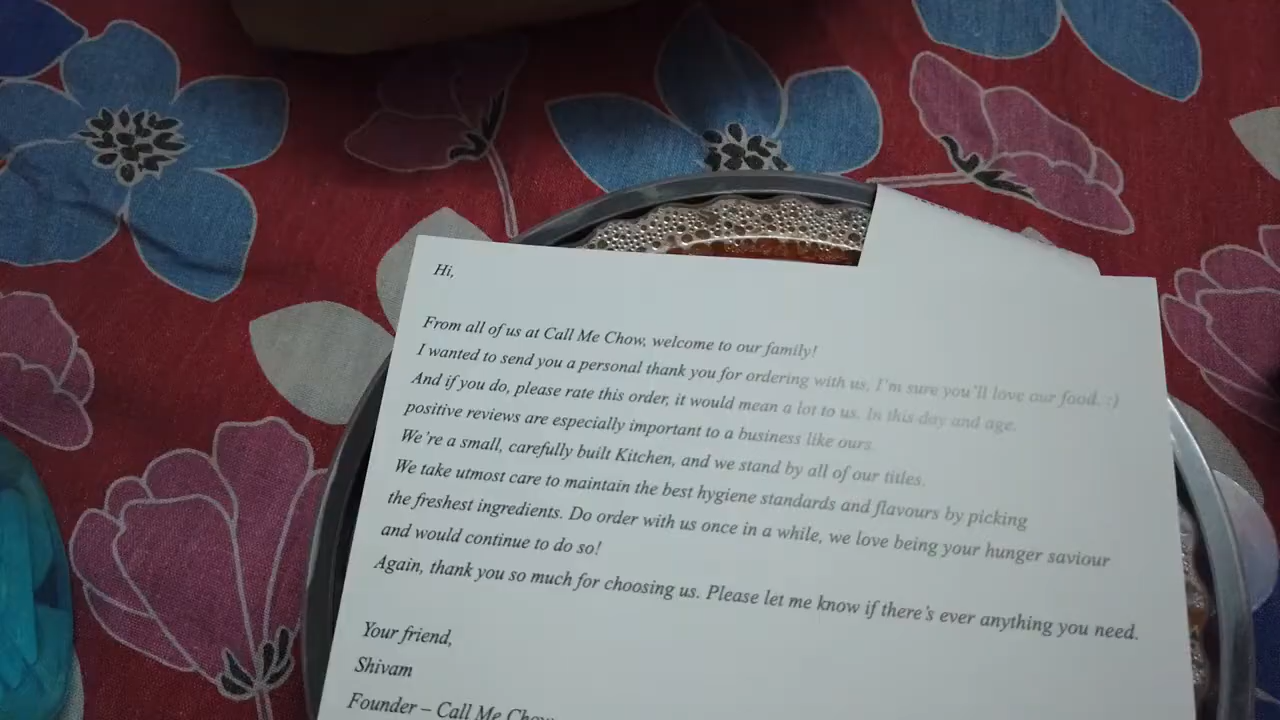 Hi,
From all of us at Call Me Chow, welcome to our family!
I wanted to send you a personal thank you for ordering with us, I'm sure you'll love our food. :)
And if you do, please rate this order, it would mean a lot to us. In this day and age.
positive reviews are especially important to a business like ours.
We're a small, carefully built Kitchen, and we stand by all of our titles.
We take utmost care to maintain the best hygiene standards and flavours by picking
the freshest ingredients. Do order with us once in a while, we love being your hunger saviour
and would continue to do so!
Again, thank you so much for choosing us. Please let me know if there's ever anything you need.
Your friend,
Shivam
Founder – Call Me Chow